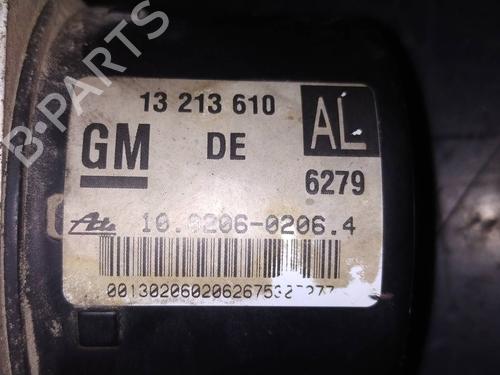 B-PARTS
13 213 610
GM
DE
AL
6279
Ate
10.0206-0206.4